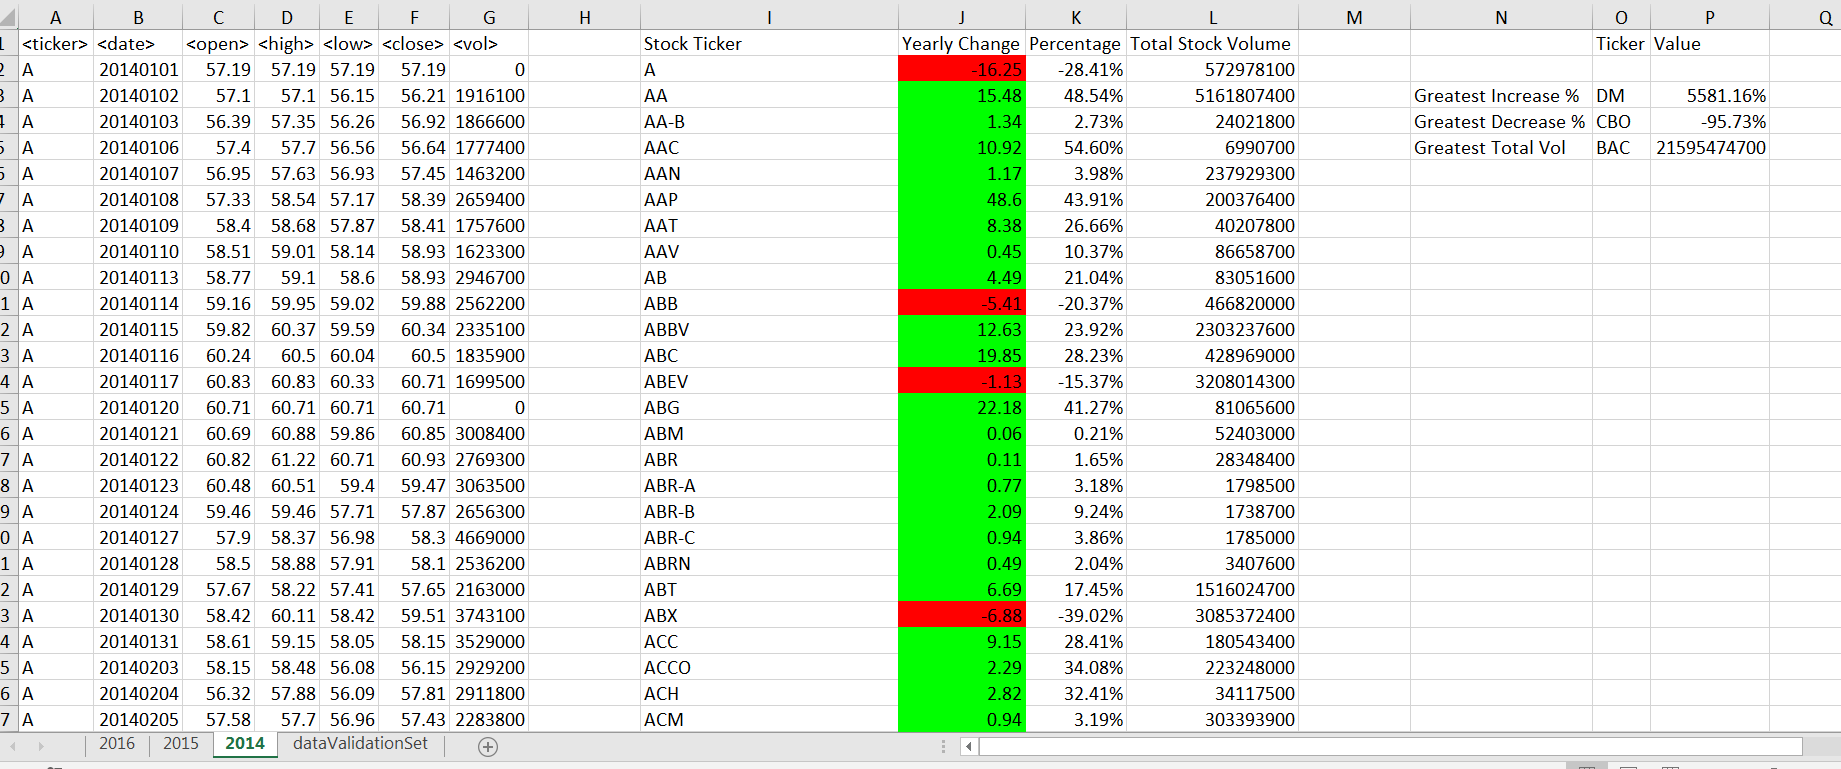 A B C D E F G H I J K L M N O P Q
1 <ticker> <date> <open> <high> <low> <close> <vol> Stock Ticker Yearly Change Percentage Total Stock Volume Ticker Value
2 A 20140101 57.19 57.19 57.19 57.19 0 A -16.25 -28.41% 572978100
3 A 20140102 57.1 57.1 56.15 56.21 1916100 AA 15.48 48.54% 5161807400 Greatest Increase % DM 5581.16%
4 A 20140103 56.39 57.35 56.26 56.92 1866600 AA-B 1.34 2.73% 24021800 Greatest Decrease % CBO -95.73%
5 A 20140106 57.4 57.7 56.56 56.64 1777400 AAC 10.92 54.60% 6990700 Greatest Total Vol BAC 21595474700
6 A 20140107 56.95 57.63 56.93 57.45 1463200 AAN 1.17 3.98% 237929300
7 A 20140108 57.33 58.54 57.17 58.39 2659400 AAP 48.6 43.91% 200376400
8 A 20140109 58.4 58.68 57.87 58.41 1757600 AAT 8.38 26.66% 40207800
9 A 20140110 58.51 59.01 58.14 58.93 1623300 AAV 0.45 10.37% 86658700
0 A 20140113 58.77 59.1 58.6 58.93 2946700 AB 4.49 21.04% 83051600
1 A 20140114 59.16 59.95 59.02 59.88 2562200 ABB -5.41 -20.37% 466820000
2 A 20140115 59.82 60.37 59.59 60.34 2335100 ABBV 12.63 23.92% 2303237600
3 A 20140116 60.24 60.5 60.04 60.5 1835900 ABC 19.85 28.23% 428969000
4 A 20140117 60.83 60.83 60.33 60.71 1699500 ABEV -1.13 -15.37% 3208014300
5 A 20140120 60.71 60.71 60.71 60.71 0 ABG 22.18 41.27% 81065600
6 A 20140121 60.69 60.88 59.86 60.85 3008400 ABM 0.06 0.21% 52403000
7 A 20140122 60.82 61.22 60.71 60.93 2769300 ABR 0.11 1.65% 28348400
8 A 20140123 60.48 60.51 59.4 59.47 3063500 ABR-A 0.77 3.18% 1798500
9 A 20140124 59.46 59.46 57.71 57.87 2656300 ABR-B 2.09 9.24% 1738700
0 A 20140127 57.9 58.37 56.98 58.3 4669000 ABR-C 0.94 3.86% 1785000
1 A 20140128 58.5 58.88 57.91 58.1 2536200 ABRN 0.49 2.04% 3407600
2 A 20140129 57.67 58.22 57.41 57.65 2163000 ABT 6.69 17.45% 1516024700
3 A 20140130 58.42 60.11 58.42 59.51 3743100 ABX -6.88 -39.02% 3085372400
4 A 20140131 58.61 59.15 58.05 58.15 3529000 ACC 9.15 28.41% 180543400
5 A 20140203 58.15 58.48 56.08 56.15 2929200 ACCO 2.29 34.08% 223248000
6 A 20140204 56.32 57.88 56.09 57.81 2911800 ACH 2.82 32.41% 34117500
7 A 20140205 57.58 57.7 56.96 57.43 2283800 ACM 0.94 3.19% 303393900
2016 2015 2014 dataValidationSet